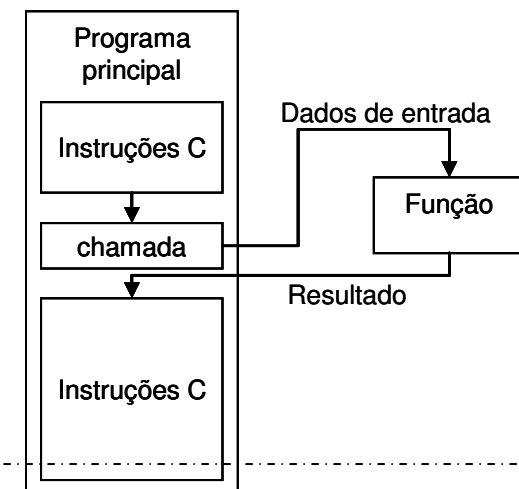 Programa
principal
Instruções C
Dados de entrada
Função
chamada
Resultado
Instruções C